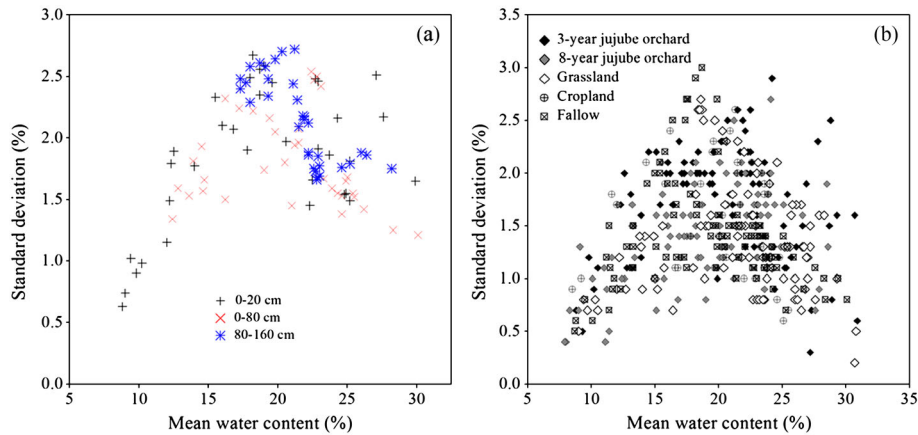 (a)
Standard deviation (%)
3.0
2.5
2.0
1.5
1.0
0.5
0.0
0-20 cm
0-80 cm
80-160 cm
5 10 15 20 25 30
Mean water content (%)
(b)
Standard deviation (%)
3.5
3.0
2.5
2.0
1.5
1.0
0.5
0.0
3-year jujube orchard
8-year jujube orchard
Grassland
Cropland
Fallow
5 10 15 20 25 30 35
Mean water content (%)